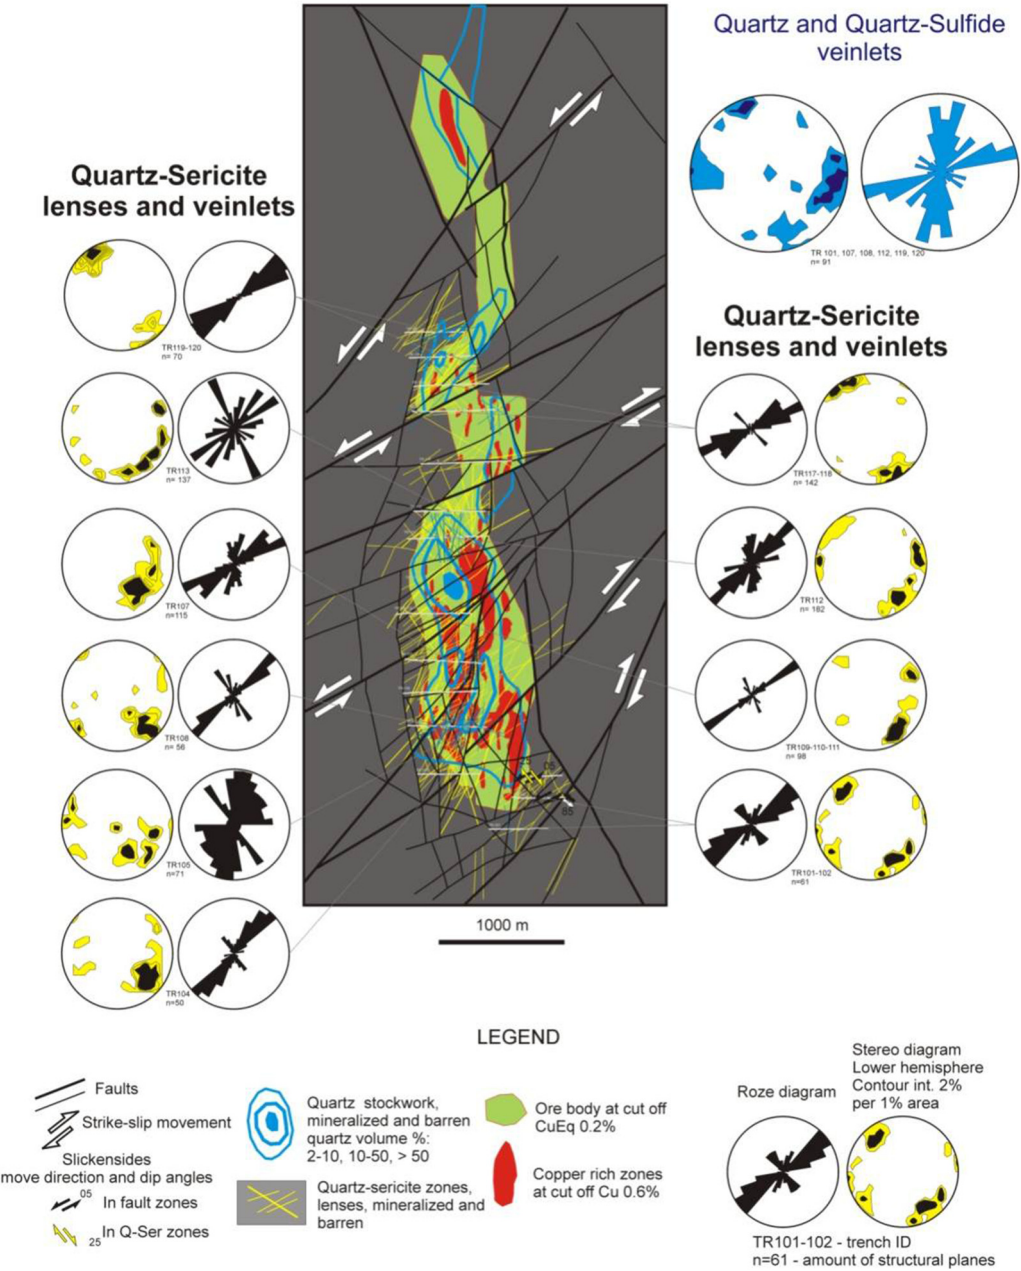 Quartz and Quartz-Sulfide
veinlets
TR 101, 107, 108, 112, 119, 120
n= 91
Quartz-Sericite
lenses and veinlets
TR119-120
n= 70
TR113
n= 137
TR107
n=115
TR108
n= 56
TR105
n=71
TR104
n=50
Quartz-Sericite
lenses and veinlets
TR117-118
n= 142
TR112
n= 182
TR109-110-111
n= 98
TR101-102
n=61
25
05
85
1000 m
LEGEND
Faults
Strike-slip movement
Slickensides
move direction and dip angles
05
In fault zones
25
In Q-Ser zones
Quartz stockwork,
mineralized and barren
quartz volume %:
2-10, 10-50, > 50
Quartz-sericite zones,
lenses, mineralized and
barren
Ore body at cut off
CuEq 0.2%
Copper rich zones
at cut off Cu 0.6%
Roze diagram
Stereo diagram
Lower hemisphere
Contour int. 2%
per 1% area
TR101-102 - trench ID
n=61 - amount of structural planes